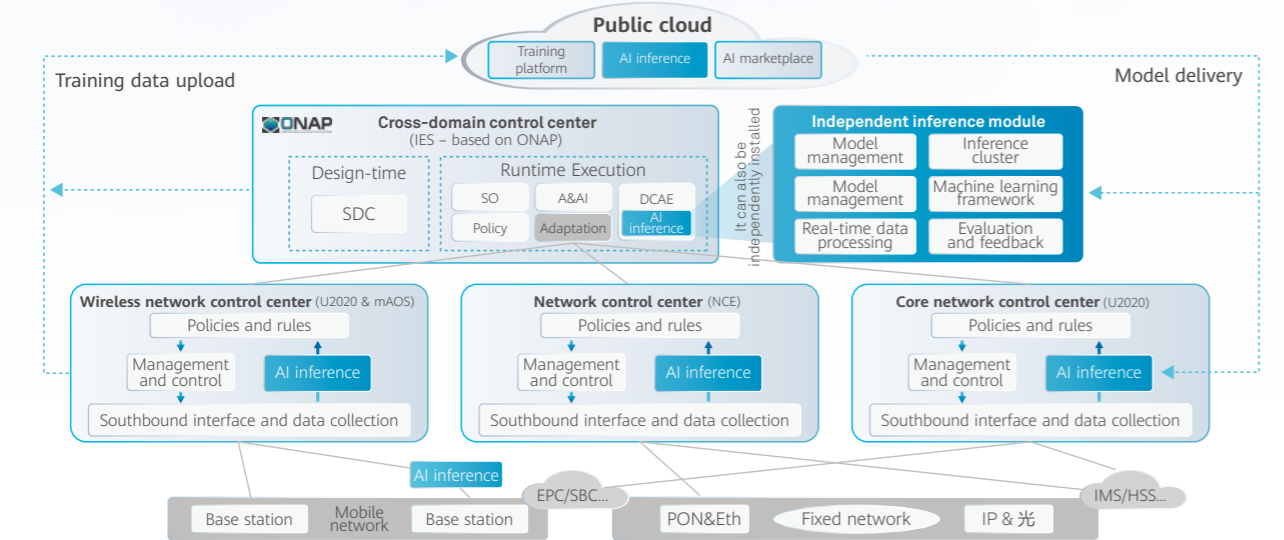 Public cloud
Training
platform
AI inference
AI marketplace
Training data upload
Model delivery
ONAP
Cross-domain control center
(IES – based on ONAP)
Design-time
SDC
Runtime Execution
SO
A&AI
DCAE
Policy
Adaptation
AI
inference
It can also be
independently installed
Independent inference module
Model
management
Inference
cluster
Model
management
Machine learning
framework
Real-time data
processing
Evaluation
and feedback
Wireless network control center (U2020 & mAOS)
Policies and rules
Management
and control
AI inference
Southbound interface and data collection
Network control center (NCE)
Policies and rules
Management
and control
AI inference
Southbound interface and data collection
Core network control center (U2020)
Policies and rules
Management
and control
AI inference
Southbound interface and data collection
AI inference
EPC/SBC...
IMS/HSS...
Base station
Mobile
network
Base station
PON&Eth
Fixed network
IP & 光